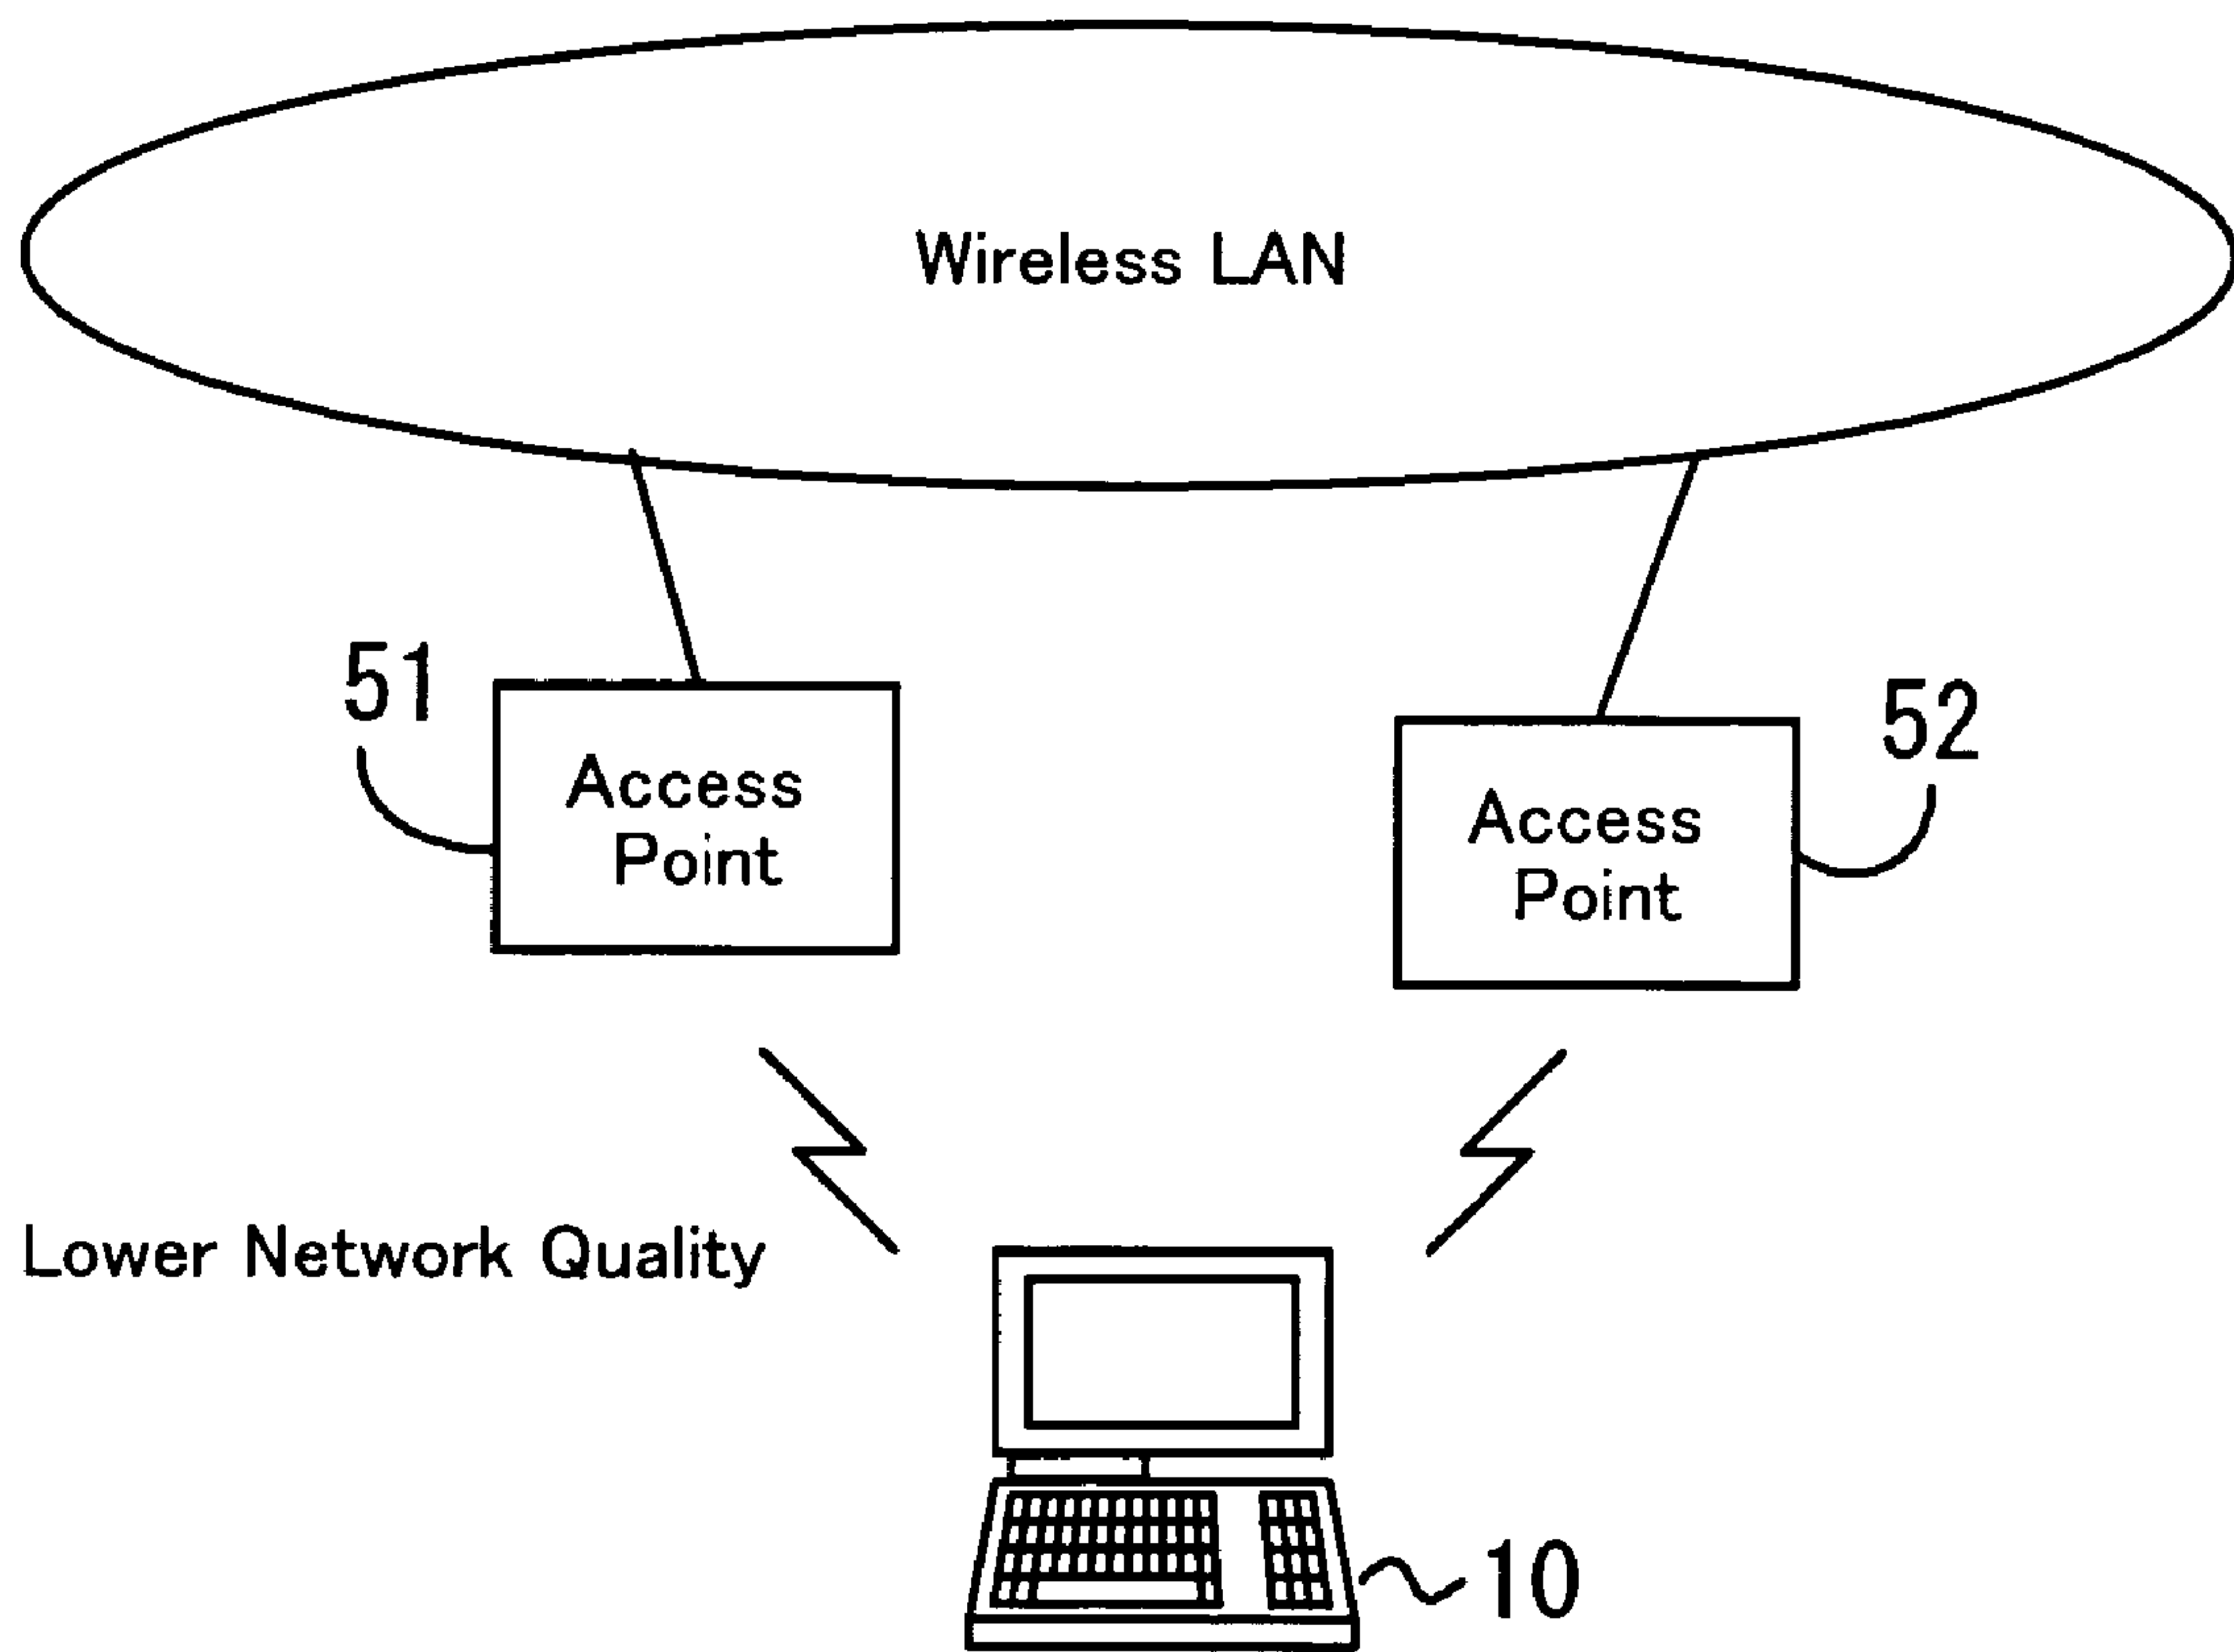 Wireless LAN
51
Access
Point
52
Access
Point
Lower Network Quality
10